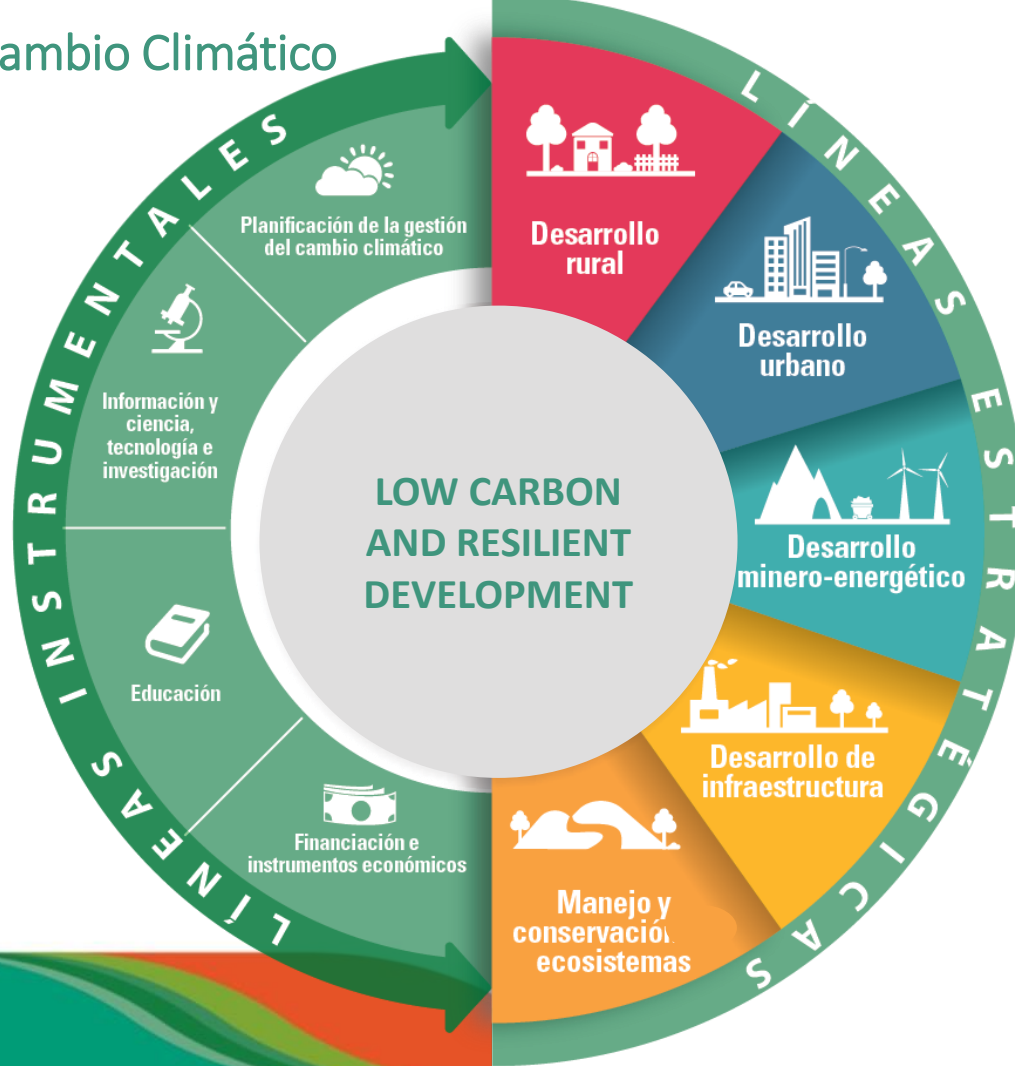 ambio Climático
LÍNEAS INSTRUMENTALES
Planificación de la gestión
del cambio climático
Información y
ciencia,
tecnología e
investigación
Educación
Financiación e
instrumentos económicos
LOW CARBON
AND RESILIENT
DEVELOPMENT
LÍNEAS ESTRATÉGICAS
Desarrollo
rural
Desarrollo
urbano
Desarrollo
minero-energético
Desarrollo de
infraestructura
Manejo y
conservació
ecosistemas